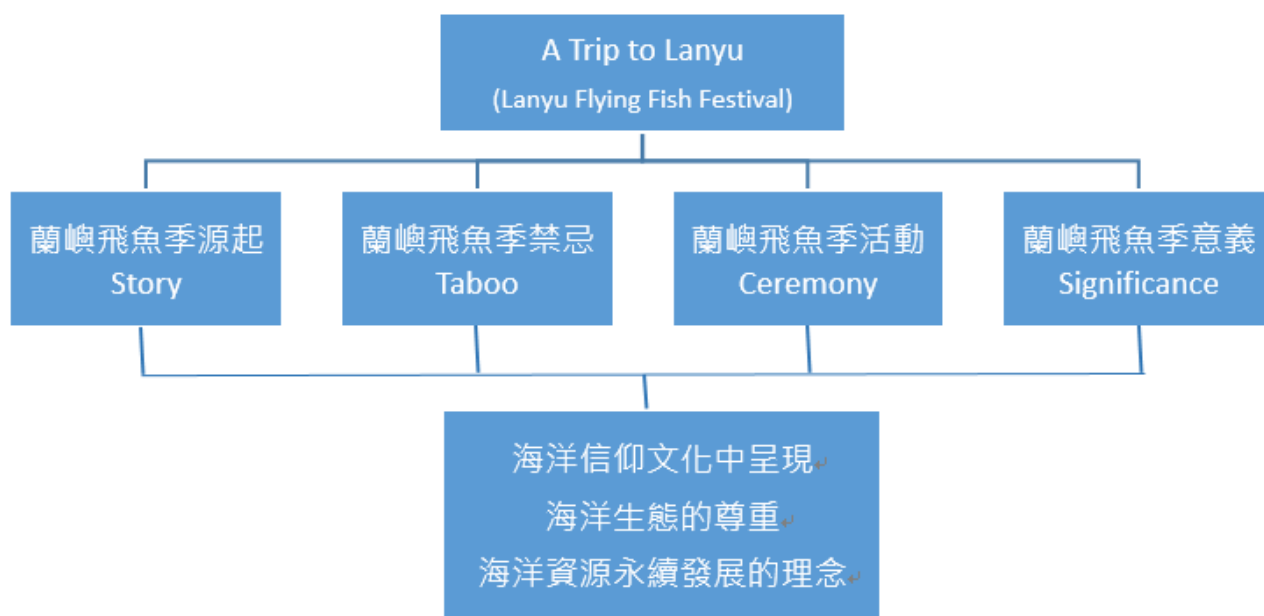 A Trip to Lanyu
(Lanyu Flying Fish Festival)
蘭嶼飛魚季源起
Story
蘭嶼飛魚季禁忌
Taboo
蘭嶼飛魚季活動
Ceremony
蘭嶼飛魚季意義
Significance
海洋信仰文化中呈現
海洋生態的尊重
海洋資源永續發展的理念